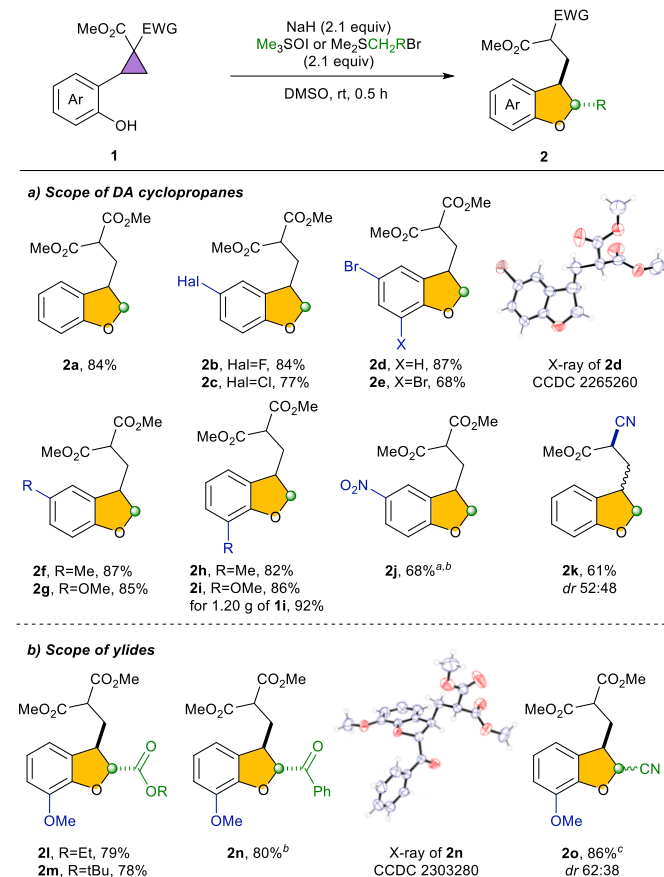 MeO₂C EWG
Ar
OH
1
NaH (2.1 equiv)
Me₃SOI or Me₂SCH₂RBr
(2.1 equiv)
DMSO, rt, 0.5 h
EWG
MeO₂C
Ar
O
R
2
a) Scope of DA cyclopropanes
CO₂Me
MeO₂C
O
2a, 84%
CO₂Me
MeO₂C
Hal
O
2b, Hal=F, 84%
2c, Hal=Cl, 77%
CO₂Me
MeO₂C
Br
O
X
2d, X=H, 87%
2e, X=Br, 68%
X-ray of 2d
CCDC 2265260
CO₂Me
MeO₂C
R
O
2f, R=Me, 87%
2g, R=OMe, 85%
CO₂Me
MeO₂C
O
R
2h, R=Me, 82%
2i, R=OMe, 86%
for 1.20 g of 1i, 92%
CO₂Me
MeO₂C
O₂N
O
2j, 68%ᵃ,ᵇ
CN
MeO₂C
O
2k, 61%
dr 52:48
b) Scope of ylides
CO₂Me
MeO₂C
O
O
OR
OMe
2l, R=Et, 79%
2m, R=tBu, 78%
CO₂Me
MeO₂C
O
O
Ph
OMe
2n, 80%ᵇ
X-ray of 2n
CCDC 2303280
CO₂Me
MeO₂C
O
CN
OMe
2o, 86%ᶜ
dr 62:38